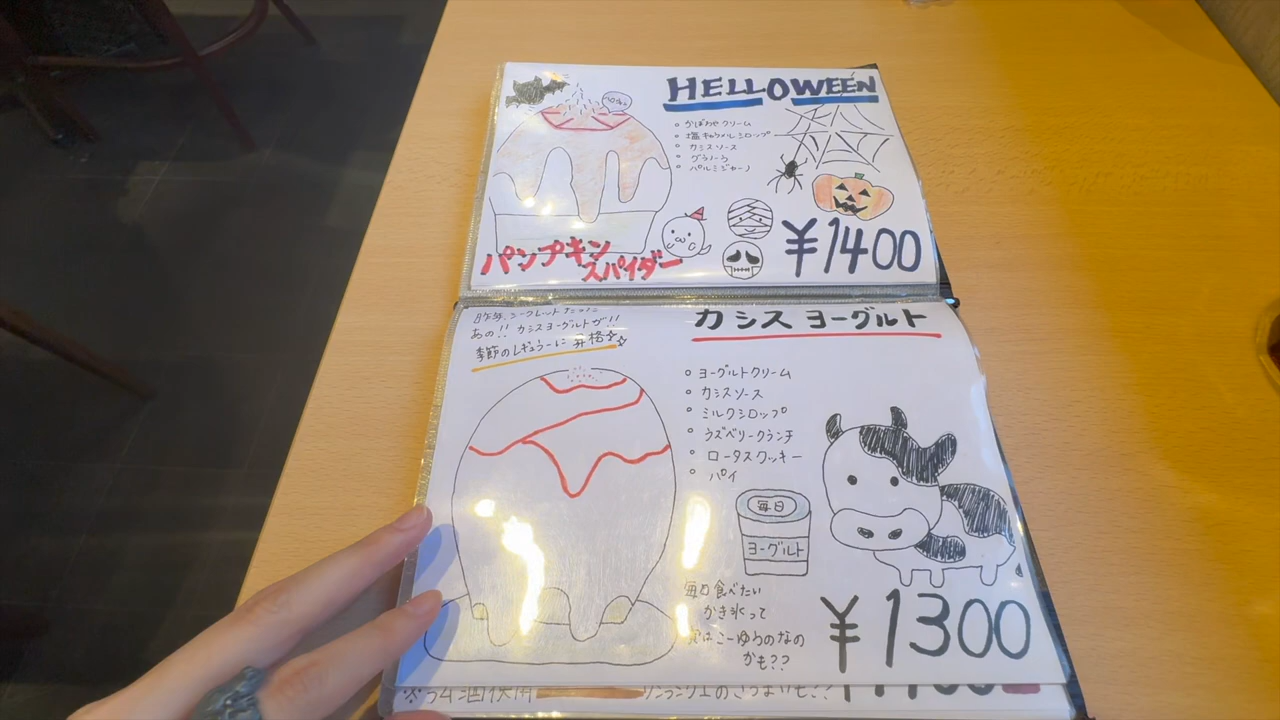 HELLOWEEN
かぼちゃクリーム
塩キャラメルシロップ
カシスソース
グラノーラ
パルミジャーノ
パンプキン
スパイダー
¥1400
昨年、シークレットだった
あの!! カシスヨーグルトが!!
季節のレギュラーに昇格☆☆
カシスヨーグルト
ヨーグルトクリーム
カシスソース
ミルクシロップ
ラズベリークランチ
ロータスクッキー
パイ
毎日
ヨーグルト
毎日食べたい
かき氷って
実はこーゆうのなの
かも??
¥1300
※ラム酒使用